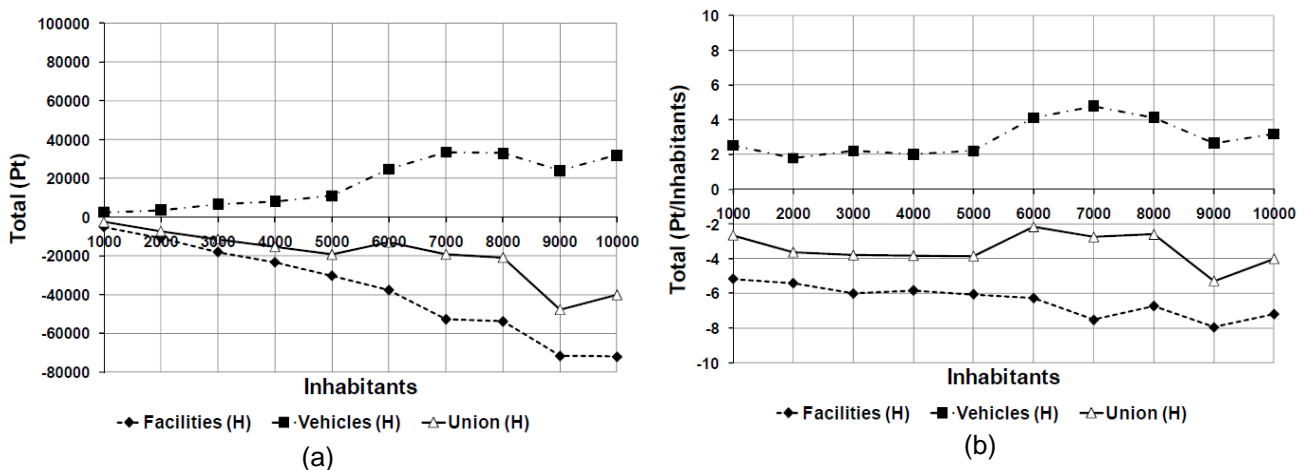 100000
80000
60000
40000
20000
0
-20000
-40000
-60000
-80000
Total (Pt)
1000 2000 3000 4000 5000 6000 7000 8000 9000 10000
Inhabitants
Facilities (H) Vehicles (H) Union (H)
(a)
10
8
6
4
2
0
-2
-4
-6
-8
-10
Total (Pt/Inhabitants)
1000 2000 3000 4000 5000 6000 7000 8000 9000 10000
Inhabitants
Facilities (H) Vehicles (H) Union (H)
(b)